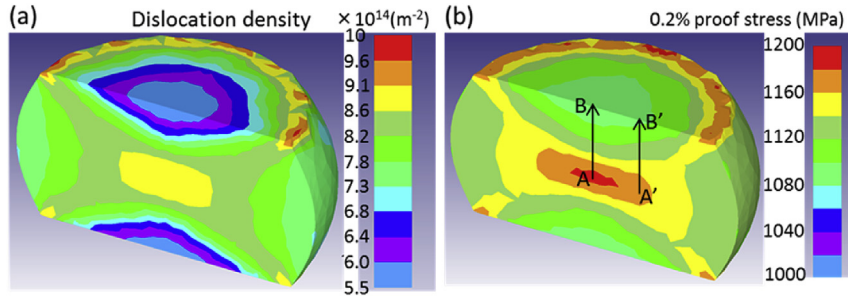 (a)
Dislocation density
× 10¹⁴(m⁻²)
10
9.6
9.1
8.6
8.2
7.8
7.3
6.8
6.4
6.0
5.5
(b)
0.2% proof stress (MPa)
1200
1160
1120
1080
1040
1000
B
B’
A
A’